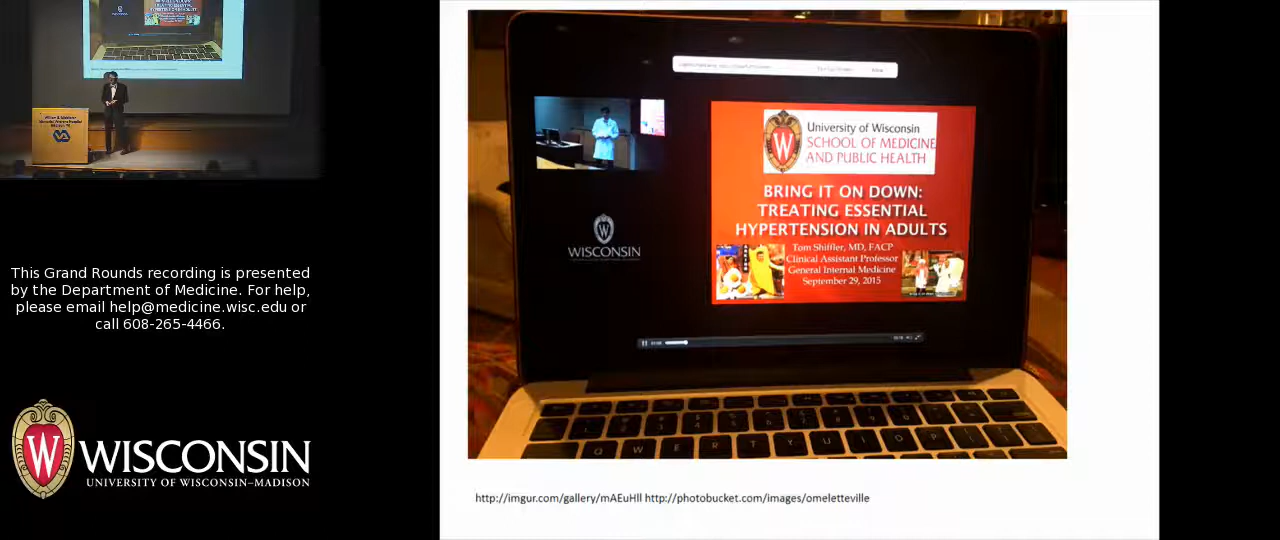 This Grand Rounds recording is presented
by the Department of Medicine. For help,
please email help@medicine.wisc.edu or
call 608-265-4466.
W
WISCONSIN
UNIVERSITY OF WISCONSIN–MADISON
W
University of Wisconsin
SCHOOL OF MEDICINE
AND PUBLIC HEALTH
BRING IT ON DOWN:
TREATING ESSENTIAL
HYPERTENSION IN ADULTS
Tom Shiffler, MD, FACP
Clinical Assistant Professor
General Internal Medicine
September 29, 2015
WISCONSIN
Q W E R T Y U I O P
http://imgur.com/gallery/mAEuHll http://photobucket.com/images/omeletteville